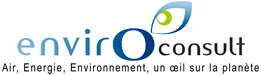 envirOconsult
Air, Energie, Environnement, un œil sur la planète